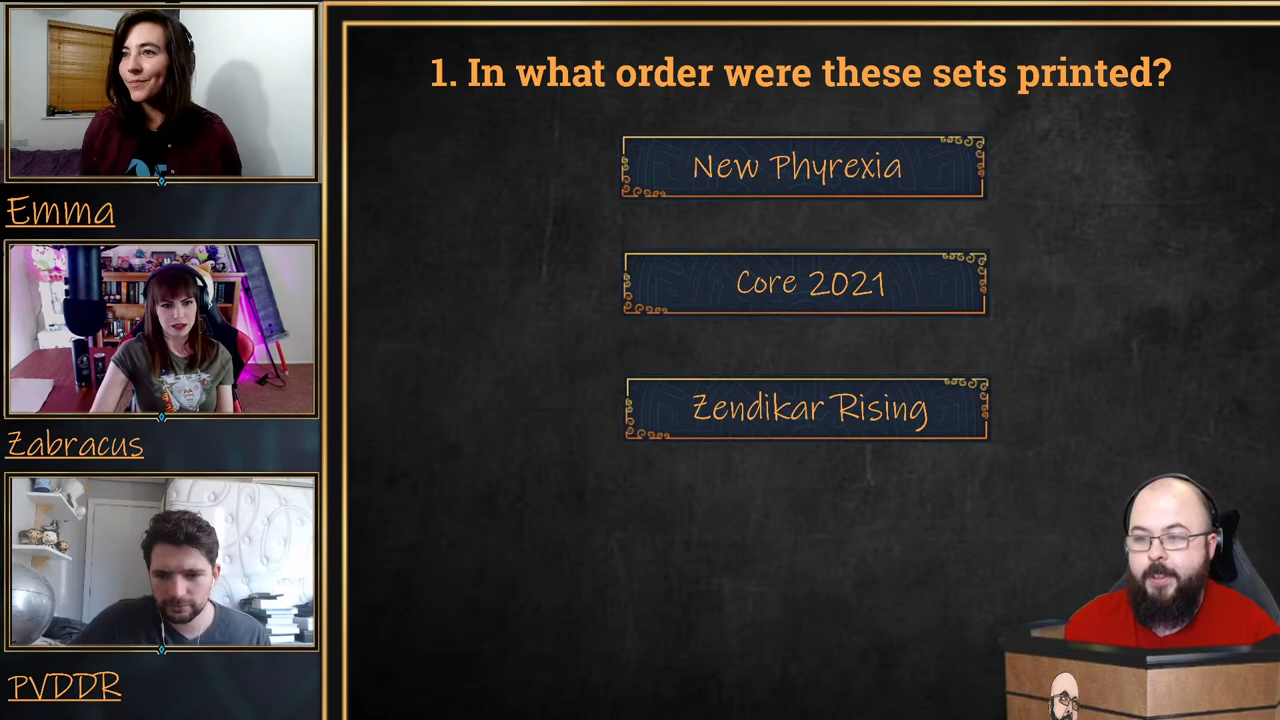 1. In what order were these sets printed?
New Phyrexia
Core 2021
Zendikar Rising
Emma
Zabracus
PVDDR